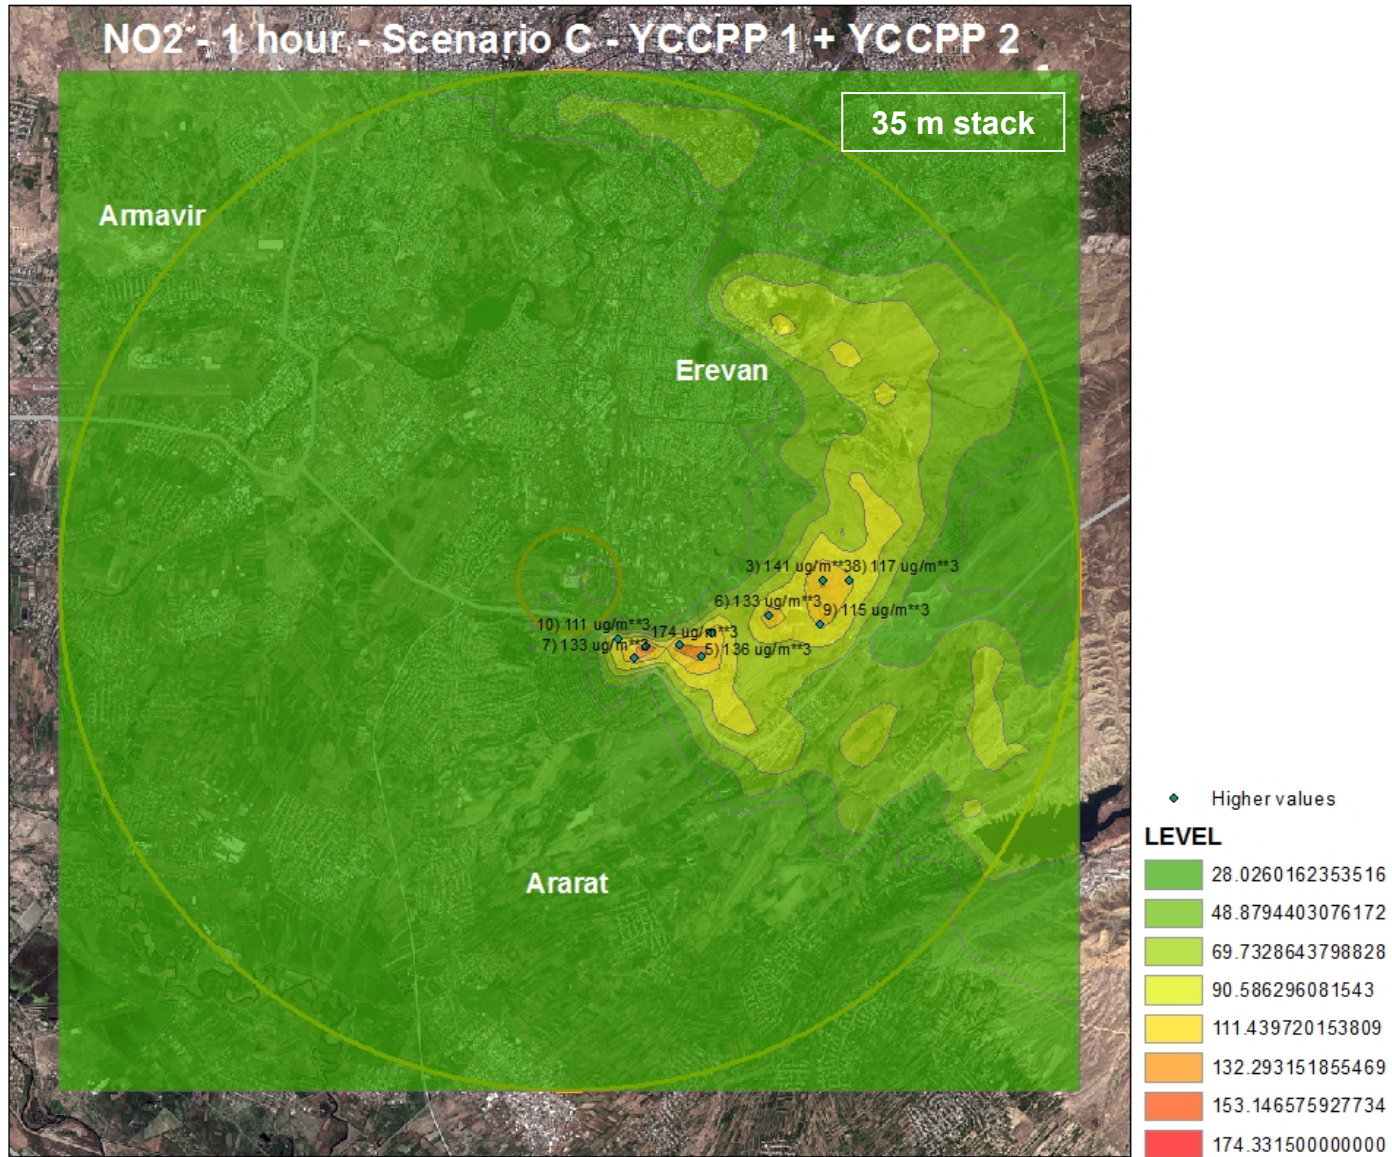 NO2 - 1 hour - Scenario C - YCCPP 1 + YCCPP 2
35 m stack
Armavir
Erevan
3) 141 ug/m**3
8) 117 ug/m**3
6) 133 ug/m**3
9) 115 ug/m**3
10) 111 ug/m**3
174 ug/m**3
7) 133 ug/m**3
5) 136 ug/m**3
Ararat
Higher values
LEVEL
28.0260162353516
48.8794403076172
69.7328643798828
90.586296081543
111.439720153809
132.293151855469
153.146575927734
174.331500000000